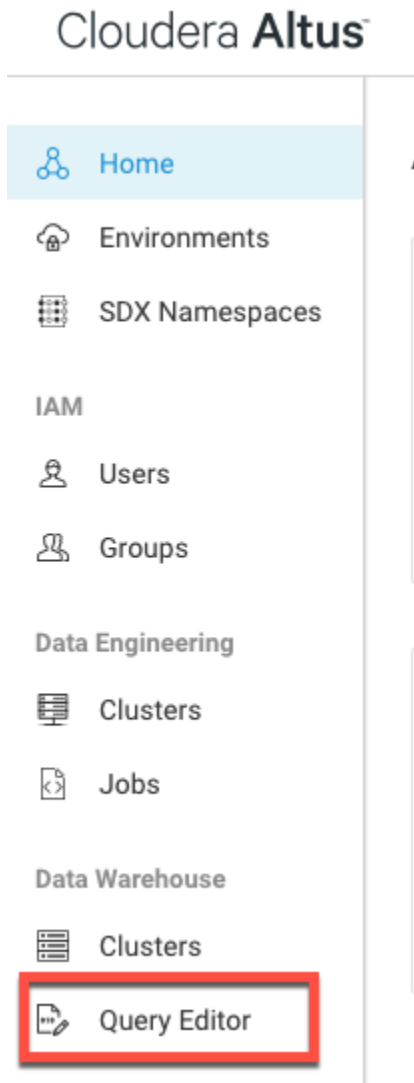 Cloudera Altus
Home
Environments
SDX Namespaces
IAM
Users
Groups
Data Engineering
Clusters
Jobs
Data Warehouse
Clusters
Query Editor